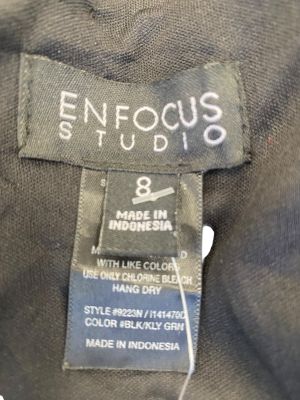 ENFOCUS
STUDIO
8
MADE IN
INDONESIA
WITH LIKE COLORS
USE ONLY CHLORINE BLEACH
HANG DRY
STYLE #9223N /
COLOR #BLK/KLY GRN
MADE IN INDONESIA